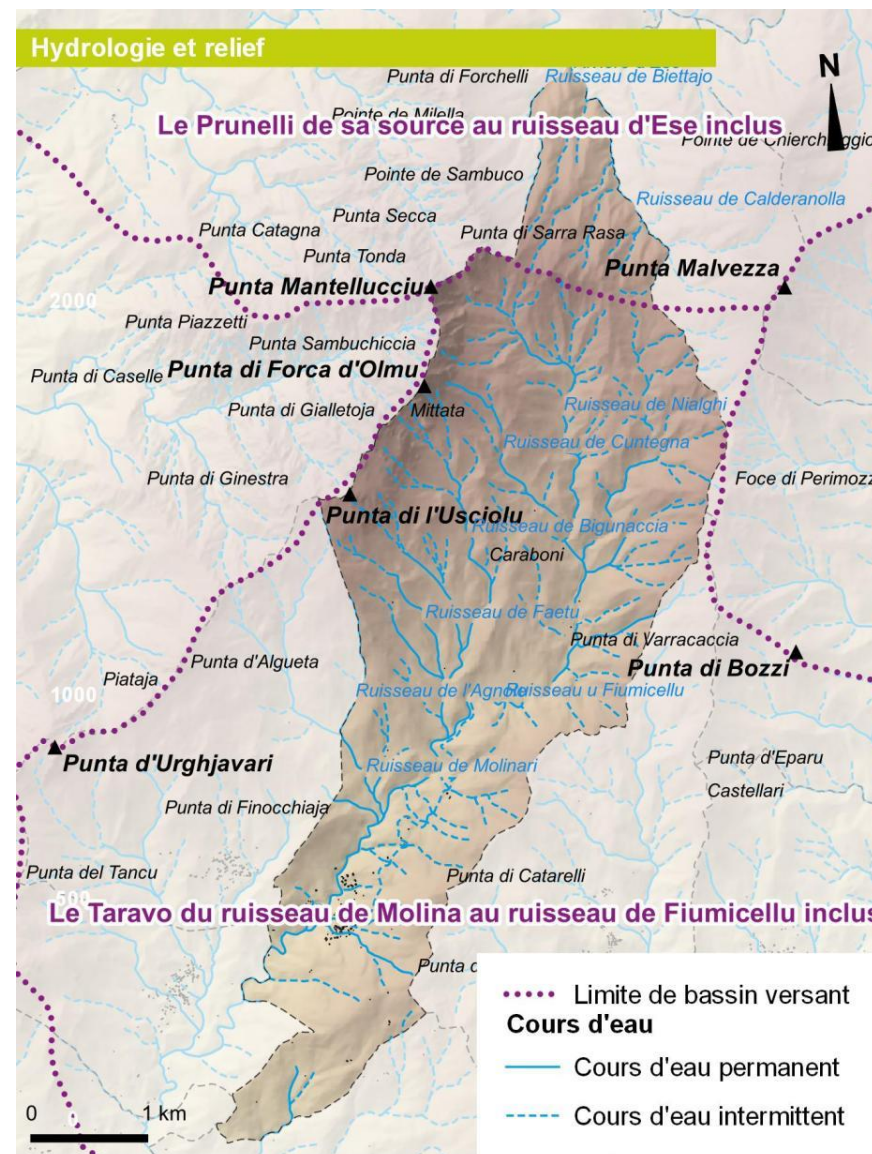 Hydrologie et relief
N
Punta di Forchelli
Ruisseau de Biettajo
Pointe de Milella
Le Prunelli de sa source au ruisseau d'Ese inclus
Pointe de Sambuco
Ruisseau de Calderanolla
Punta Secca
Punta Catagna
Punta di Sarra Rasa
Punta Tonda
Punta Malvezza
Punta Mantellucciu
2000
Punta Piazzetti
Punta Sambuchiccia
Punta di Caselle
Punta di Forca d'Olmu
Punta di Gialletoja
Mittata
Ruisseau de Nialghi
Ruisseau de Cuntegna
Punta di Ginestra
Foce di Perimozz
Punta di l'Usciolu
Ruisseau de Bigunaccia
Caraboni
Ruisseau de Faetu
Punta di Varracaccia
Punta d'Algueta
Punta di Bozzi
Piataja
1000
Ruisseau de l'Agnole
Ruisseau u Fiumicellu
Punta d'Urghjavari
Ruisseau de Molinari
Punta d'Eparu
Castellari
Punta di Finocchiaja
Punta del Tancu
Punta di Catarelli
500
Le Taravo du ruisseau de Molina au ruisseau de Fiumicellu inclus
Punta d
Limite de bassin versant
Cours d'eau
Cours d'eau permanent
Cours d'eau intermittent
0 1 km